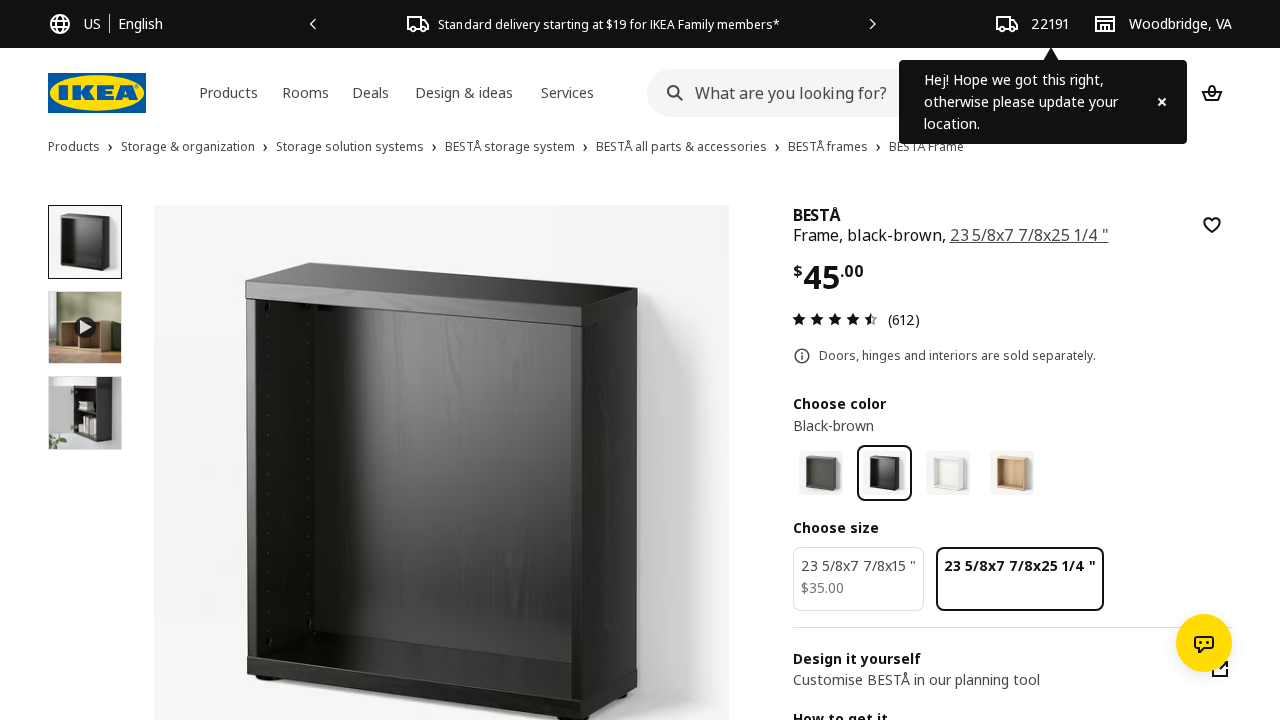 US
English
Standard delivery starting at $19 for IKEA Family members*
22191
Woodbridge, VA
Hej! Hope we got this right,
otherwise please update your
location.
IKEA
Products
Rooms
Deals
Design & ideas
Services
What are you looking for?
Products › Storage & organization › Storage solution systems › BESTÅ storage system › BESTÅ all parts & accessories › BESTÅ frames › BESTÅ Frame
BESTÅ
Frame, black-brown, 23 5/8x7 7/8x25 1/4 "
$45.00
(612)
Doors, hinges and interiors are sold separately.
Choose color
Black-brown
Choose size
23 5/8x7 7/8x15 "
$35.00
23 5/8x7 7/8x25 1/4 "
Design it yourself
Customise BESTÅ in our planning tool
How to get it